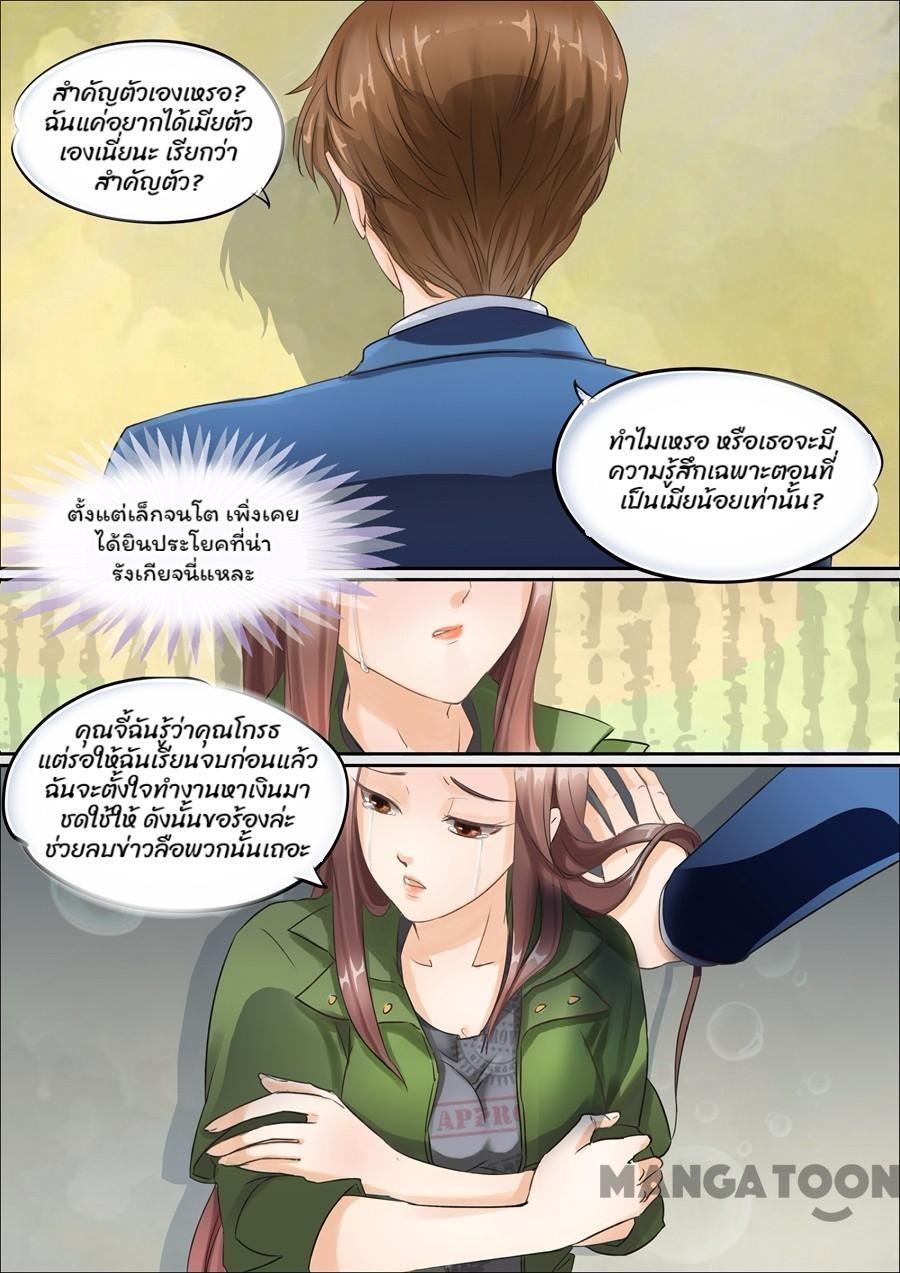 สำคัญตัวเองเหรอ?
ฉันแค่อยากได้เมียตัว
เองเนี่ยนะ เรียกว่า
สำคัญตัว?
ทำไมเหรอ หรือเธอจะมี
ความรู้สึกเฉพาะตอนที่
เป็นเมียน้อยเท่านั้น?
ตั้งแต่เล็กจนโต เพิ่งเคย
ได้ยินประโยคที่น่า
รังเกียจนี่แหละ
คุณจี้ฉันรู้ว่าคุณโกรธ
แต่รอให้ฉันเรียนจบก่อนแล้ว
ฉันจะตั้งใจทำงานหาเงินมา
ชดใช้ให้ ดังนั้นขอร้องล่ะ
ช่วยลบข่าวลือพวกนั้นเถอะ
APPRO
MANGATOON